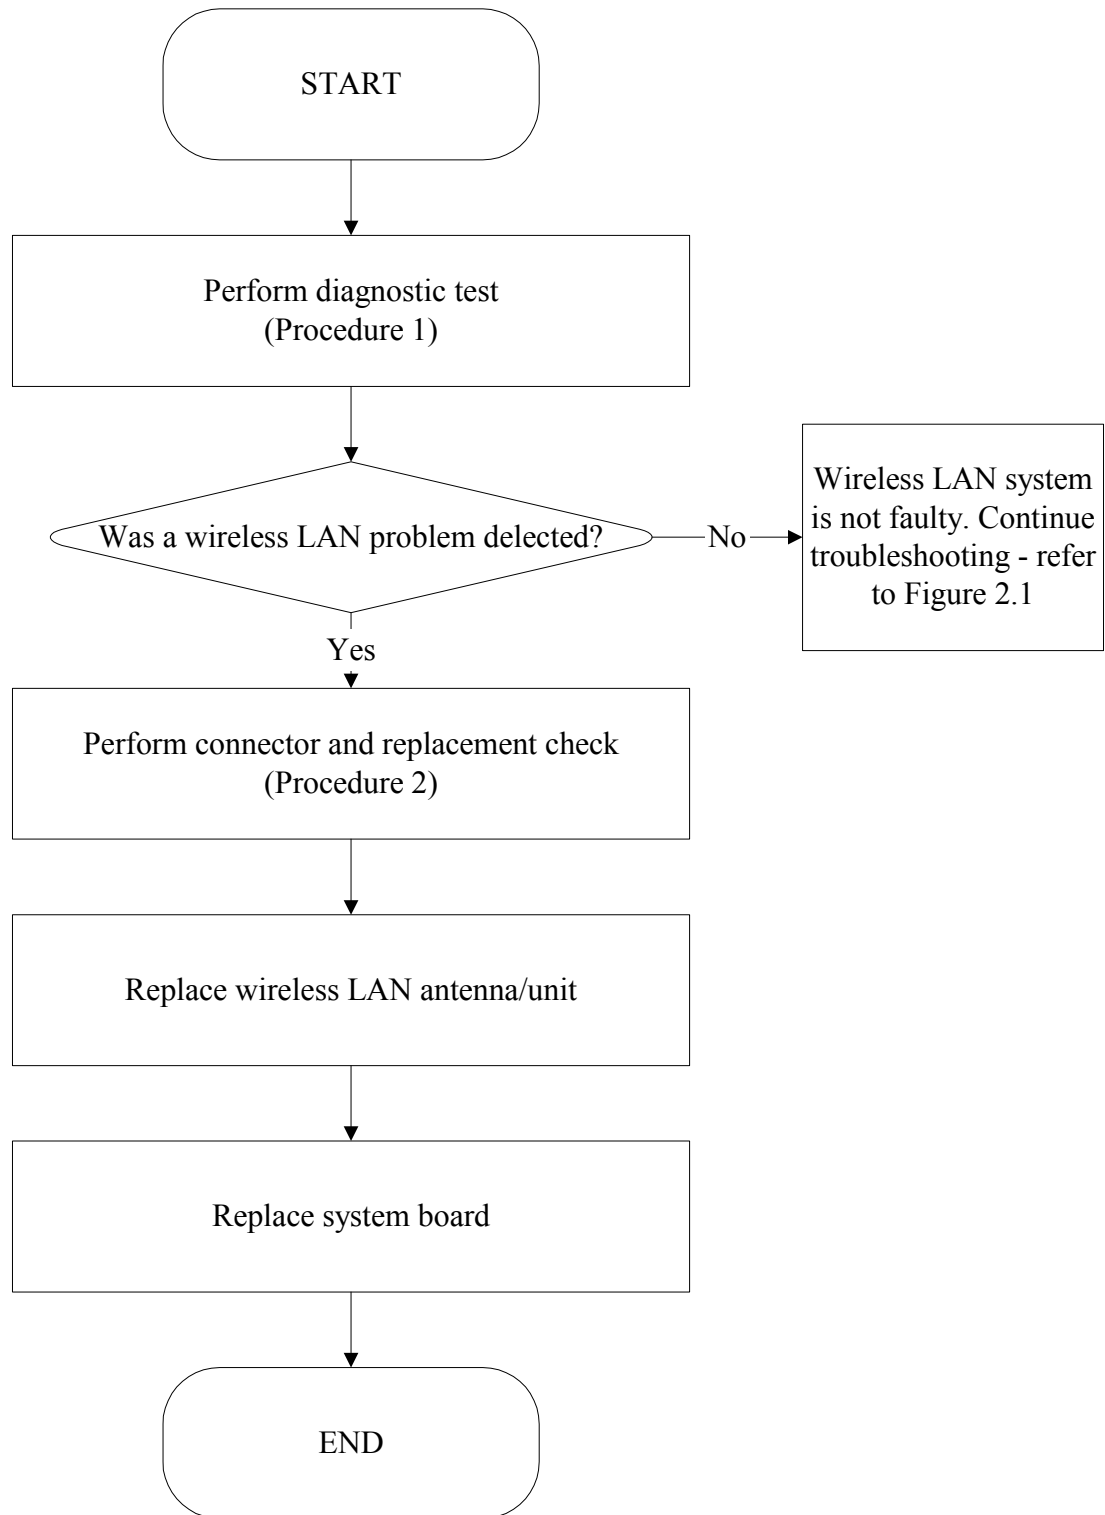 START
Perform diagnostic test
(Procedure 1)
Was a wireless LAN problem delected?
No
Wireless LAN system
is not faulty. Continue
troubleshooting - refer
to Figure 2.1
Yes
Perform connector and replacement check
(Procedure 2)
Replace wireless LAN antenna/unit
Replace system board
END